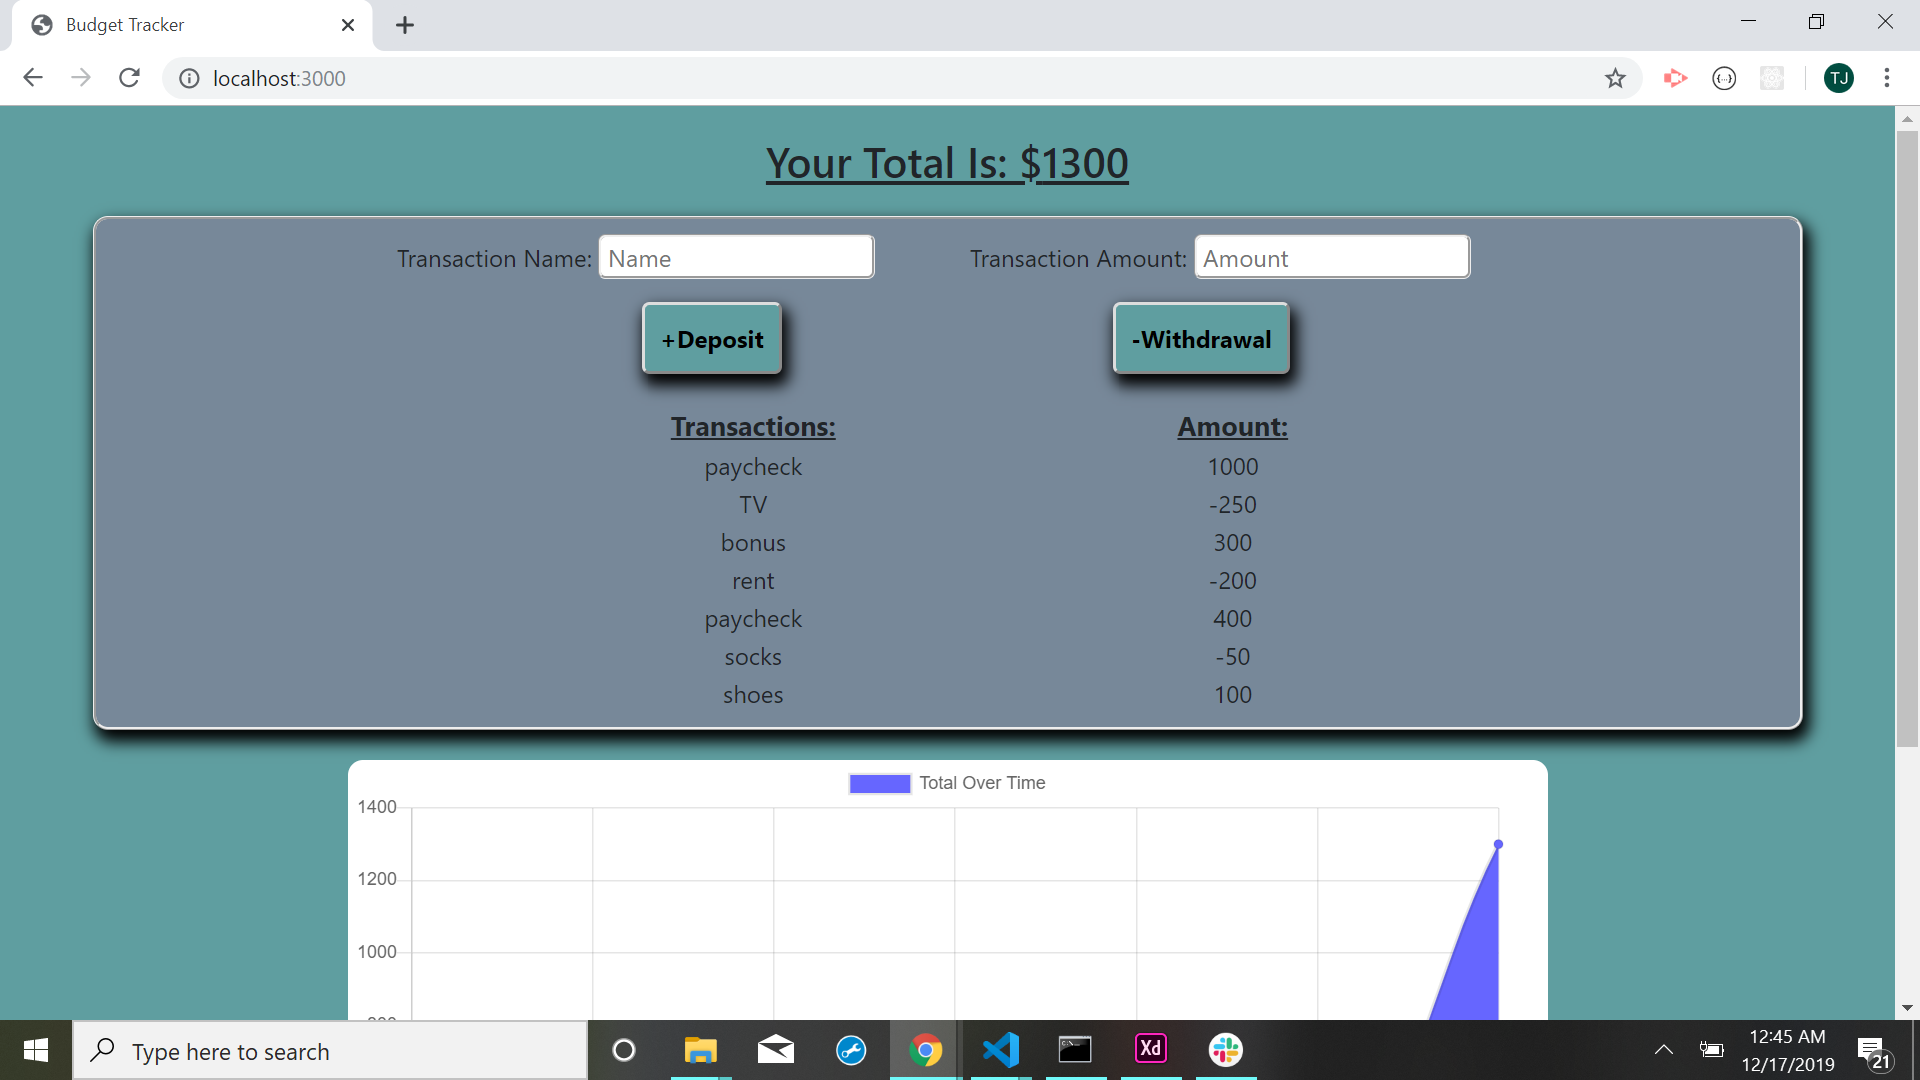 Budget Tracker
localhost:3000
TJ
Your Total Is: $1300
Transaction Name: Name Transaction Amount: Amount
+Deposit -Withdrawal
Transactions: Amount:
paycheck 1000
TV -250
bonus 300
rent -200
paycheck 400
socks -50
shoes 100
Total Over Time
1400
1200
1000
Type here to search
Xd
12:45 AM
12/17/2019
21